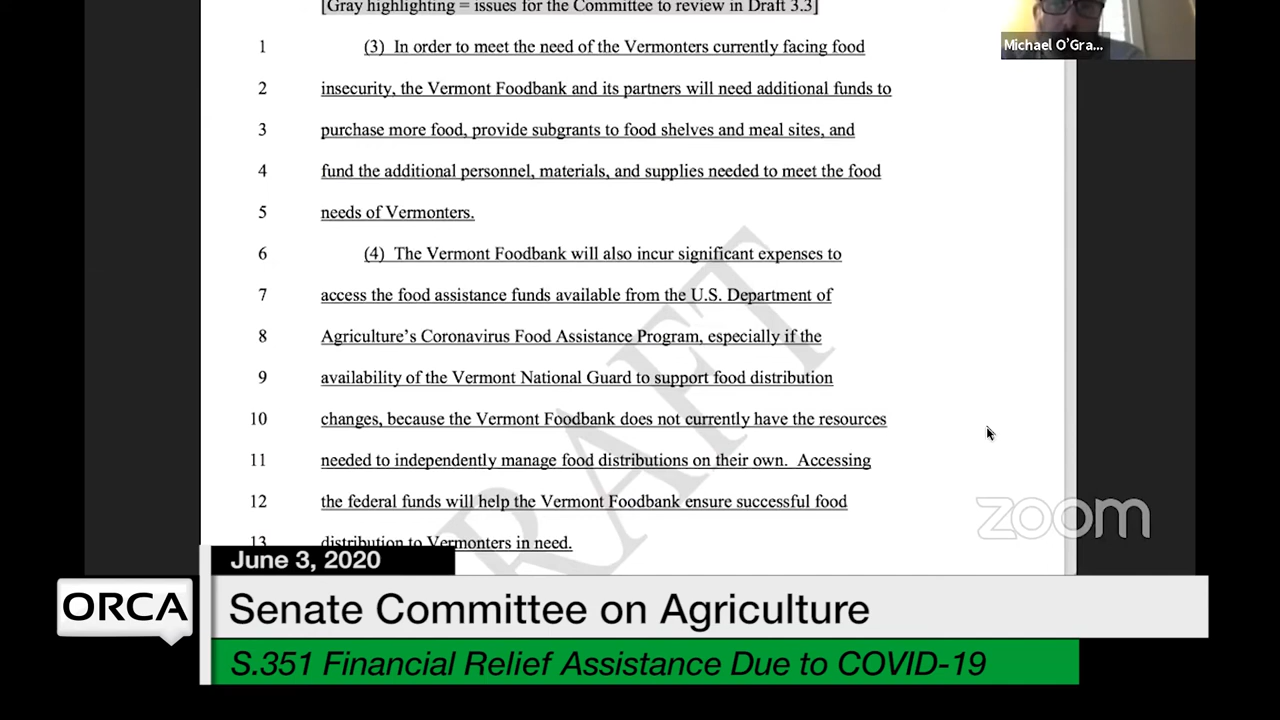 [Gray highlighting = issues for the Committee to review in Draft 3.3]
Michael O'Gra...
1 (3) In order to meet the need of the Vermonters currently facing food
2 insecurity, the Vermont Foodbank and its partners will need additional funds to
3 purchase more food, provide subgrants to food shelves and meal sites, and
4 fund the additional personnel, materials, and supplies needed to meet the food
5 needs of Vermonters.
6 (4) The Vermont Foodbank will also incur significant expenses to
7 access the food assistance funds available from the U.S. Department of
8 Agriculture's Coronavirus Food Assistance Program, especially if the
9 availability of the Vermont National Guard to support food distribution
10 changes, because the Vermont Foodbank does not currently have the resources
11 needed to independently manage food distributions on their own. Accessing
12 the federal funds will help the Vermont Foodbank ensure successful food
13 distribution to Vermonters in need.
RAFT
zoom
June 3, 2020
ORCA
Senate Committee on Agriculture
S.351 Financial Relief Assistance Due to COVID-19